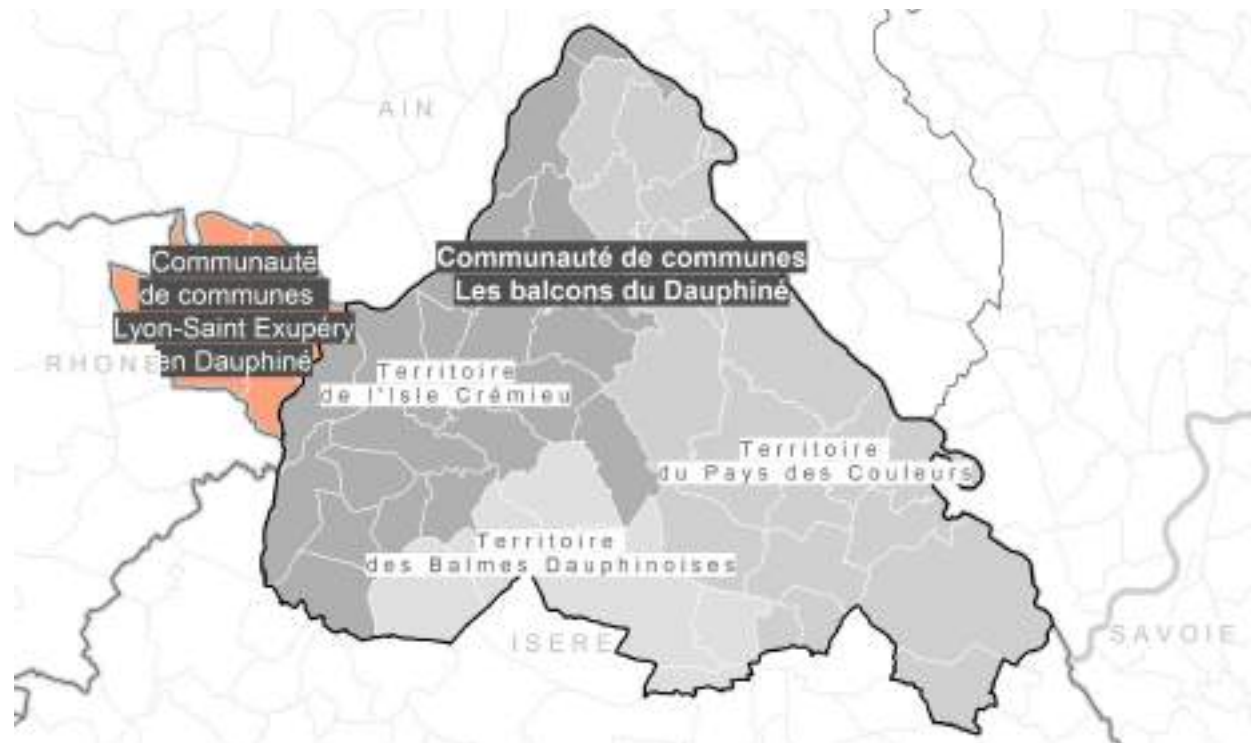 AIN
Communauté
de communes
Lyon-Saint Exupéry
en Dauphiné
RHONE
Communauté de communes
Les balcons du Dauphiné
Territoire
de l'Isle Crémieu
Territoire
du Pays des Couleurs
Territoire
des Balmes Dauphinoises
ISERE
SAVOIE